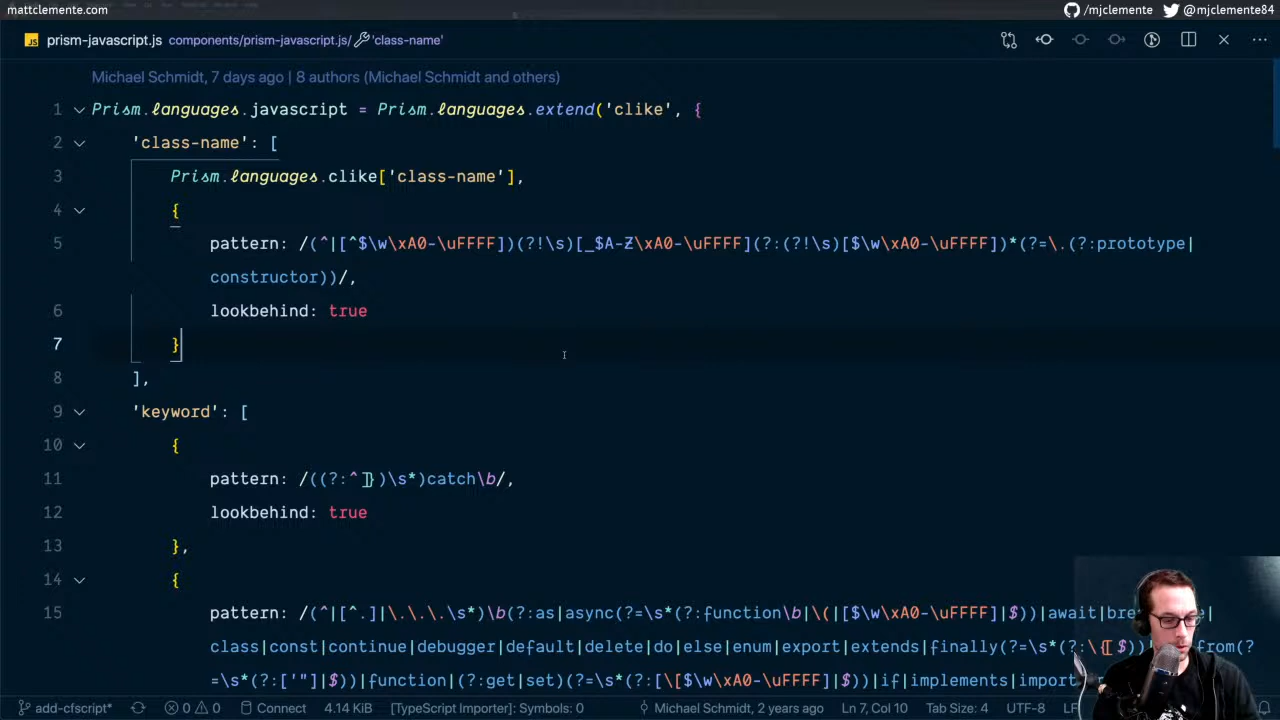 mattclemente.com
/mjclemente @mjclemente84
JS prism-javascript.js components/prism-javascript.js/ 'class-name'
Michael Schmidt, 7 days ago | 8 authors (Michael Schmidt and others)
1 Prism.languages.javascript = Prism.languages.extend('clike', {
2 'class-name': [
3 Prism.languages.clike['class-name'],
4 {
5 pattern: /(^|[^$\w\xA0-\uFFFF])(?!\s)[_$A-Z\xA0-\uFFFF](?:(?!\s)[$\w\xA0-\uFFFF])*(?=\.(?:prototype|
constructor))/,
6 lookbehind: true
7 }
8 ],
9 'keyword': [
10 {
11 pattern: /((?:^ })\s*)catch\b/,
12 lookbehind: true
13 },
14 {
15 pattern: /(^|[^.]|\.\.\.\s*)\b(?:as|async(?=\s*(?:function\b|\(|[$\w\xA0-\uFFFF]|$))|await|
class|const|continue|debugger|default|delete|do|else|enum|export|extends|finally(?=\s*(?:\{ $)) from(?
=\s*(?:['"]|$))|function|(?:get|set)(?=\s*(?:[\[$\w\xA0-\uFFFF]|$))|if|implements|import
add-cfscript* 0 0 Connect 4.14 KiB [TypeScript Importer]: Symbols: 0 Michael Schmidt, 2 years ago Ln 7, Col 10 Tab Size: 4 UTF-8 LF